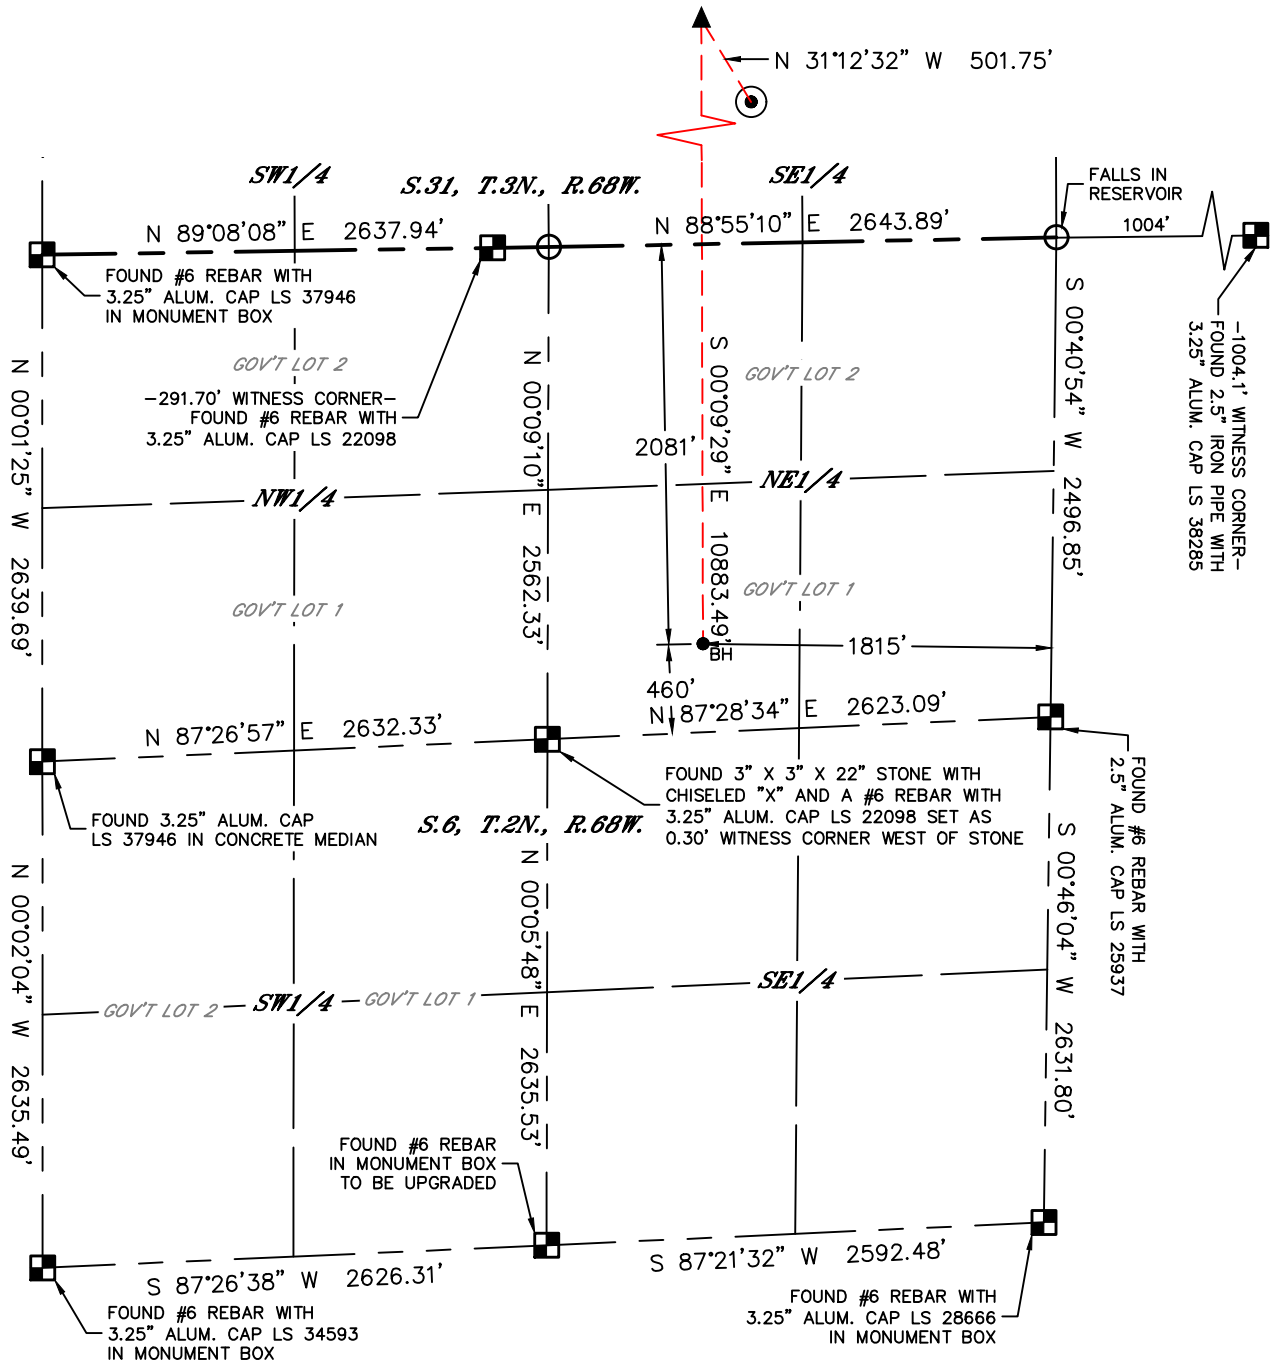 N 31°12'32" W 501.75'
SW1/4
S.31, T.3N., R.68W.
SE1/4
FALLS IN
RESERVOIR
1004'
N 89°08'08" E 2637.94'
N 88°55'10" E 2643.89'
FOUND #6 REBAR WITH
3.25" ALUM. CAP LS 37946
IN MONUMENT BOX
-1004.1' WITNESS CORNER-
FOUND 2.5" IRON PIPE WITH
3.25" ALUM. CAP LS 38285
GOV'T LOT 2
GOV'T LOT 2
-291.70' WITNESS CORNER-
FOUND #6 REBAR WITH
3.25" ALUM. CAP LS 22098
N 00°01'25" W 2639.69'
N 00°09'10" E 2562.33'
2081'
S 00°09'29" E 10883.49'
S 00°40'54" W 2496.85'
NW1/4
NE1/4
GOV'T LOT 1
GOV'T LOT 1
BH
1815'
460'
N 87°26'57" E 2632.33'
N 87°28'34" E 2623.09'
FOUND 3.25" ALUM. CAP
LS 37946 IN CONCRETE MEDIAN
FOUND 3" X 3" X 22" STONE WITH
CHISELED "X" AND A #6 REBAR WITH
3.25" ALUM. CAP LS 22098 SET AS
0.30' WITNESS CORNER WEST OF STONE
FOUND #6 REBAR WITH
2.5" ALUM. CAP LS 25937
S.6, T.2N., R.68W.
N 00°02'04" W 2635.49'
N 00°05'48" E 2635.53'
S 00°46'04" W 2631.80'
GOV'T LOT 2
SW1/4
GOV'T LOT 1
SE1/4
FOUND #6 REBAR
IN MONUMENT BOX
TO BE UPGRADED
S 87°26'38" W 2626.31'
S 87°21'32" W 2592.48'
FOUND #6 REBAR WITH
3.25" ALUM. CAP LS 34593
IN MONUMENT BOX
FOUND #6 REBAR WITH
3.25" ALUM. CAP LS 28666
IN MONUMENT BOX